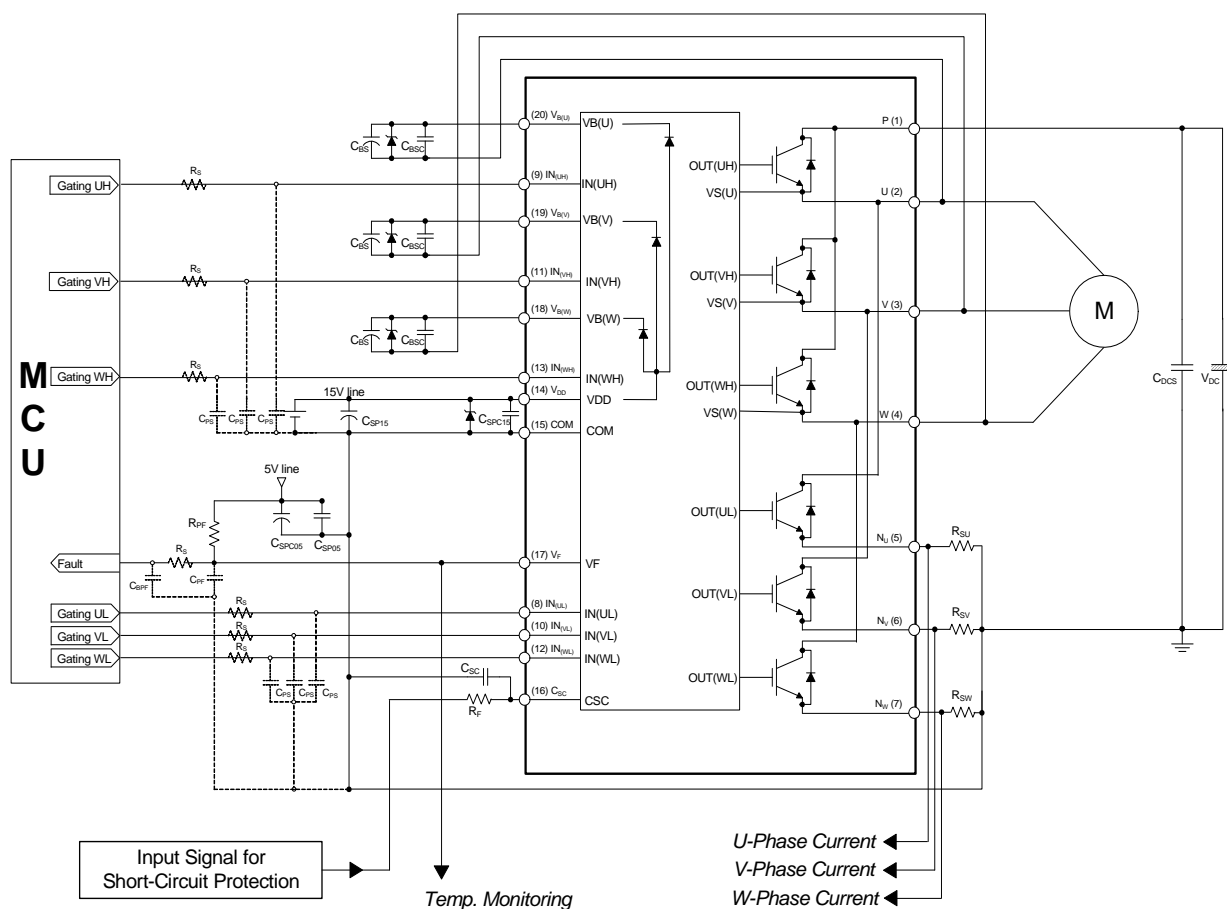 (20) VB(U)
VB(U)
P (1)
CBS
CBSC
OUT(UH)
Gating UH
RS
(9) IN(UH)
IN(UH)
VS(U)
U (2)
(19) VB(V)
VB(V)
CBS
CBSC
Gating VH
RS
(11) IN(VH)
IN(VH)
OUT(VH)
VS(V)
V (3)
M
(18) VB(W)
VB(W)
CBS
CBSC
MCU
Gating WH
RS
(13) IN(WH)
IN(WH)
OUT(WH)
CDCS
VDC
15V line
(14) VDD
VDD
VS(W)
W (4)
CPS
CPS
CPS
CSP15
CSPC15
(15) COM
COM
5V line
RPF
CSPC05
CSP05
OUT(UL)
NU (5)
RSU
Fault
RS
CBPF
CPF
(17) VF
VF
OUT(VL)
Gating UL
RS
(8) IN(UL)
IN(UL)
Gating VL
RS
(10) IN(VL)
IN(VL)
NV (6)
RSV
Gating WL
RS
(12) IN(WL)
IN(WL)
CPS
CPS
CPS
CSC
RF
(16) CSC
CSC
OUT(WL)
NW (7)
RSW
Input Signal for
Short-Circuit Protection
Temp. Monitoring
U-Phase Current
V-Phase Current
W-Phase Current